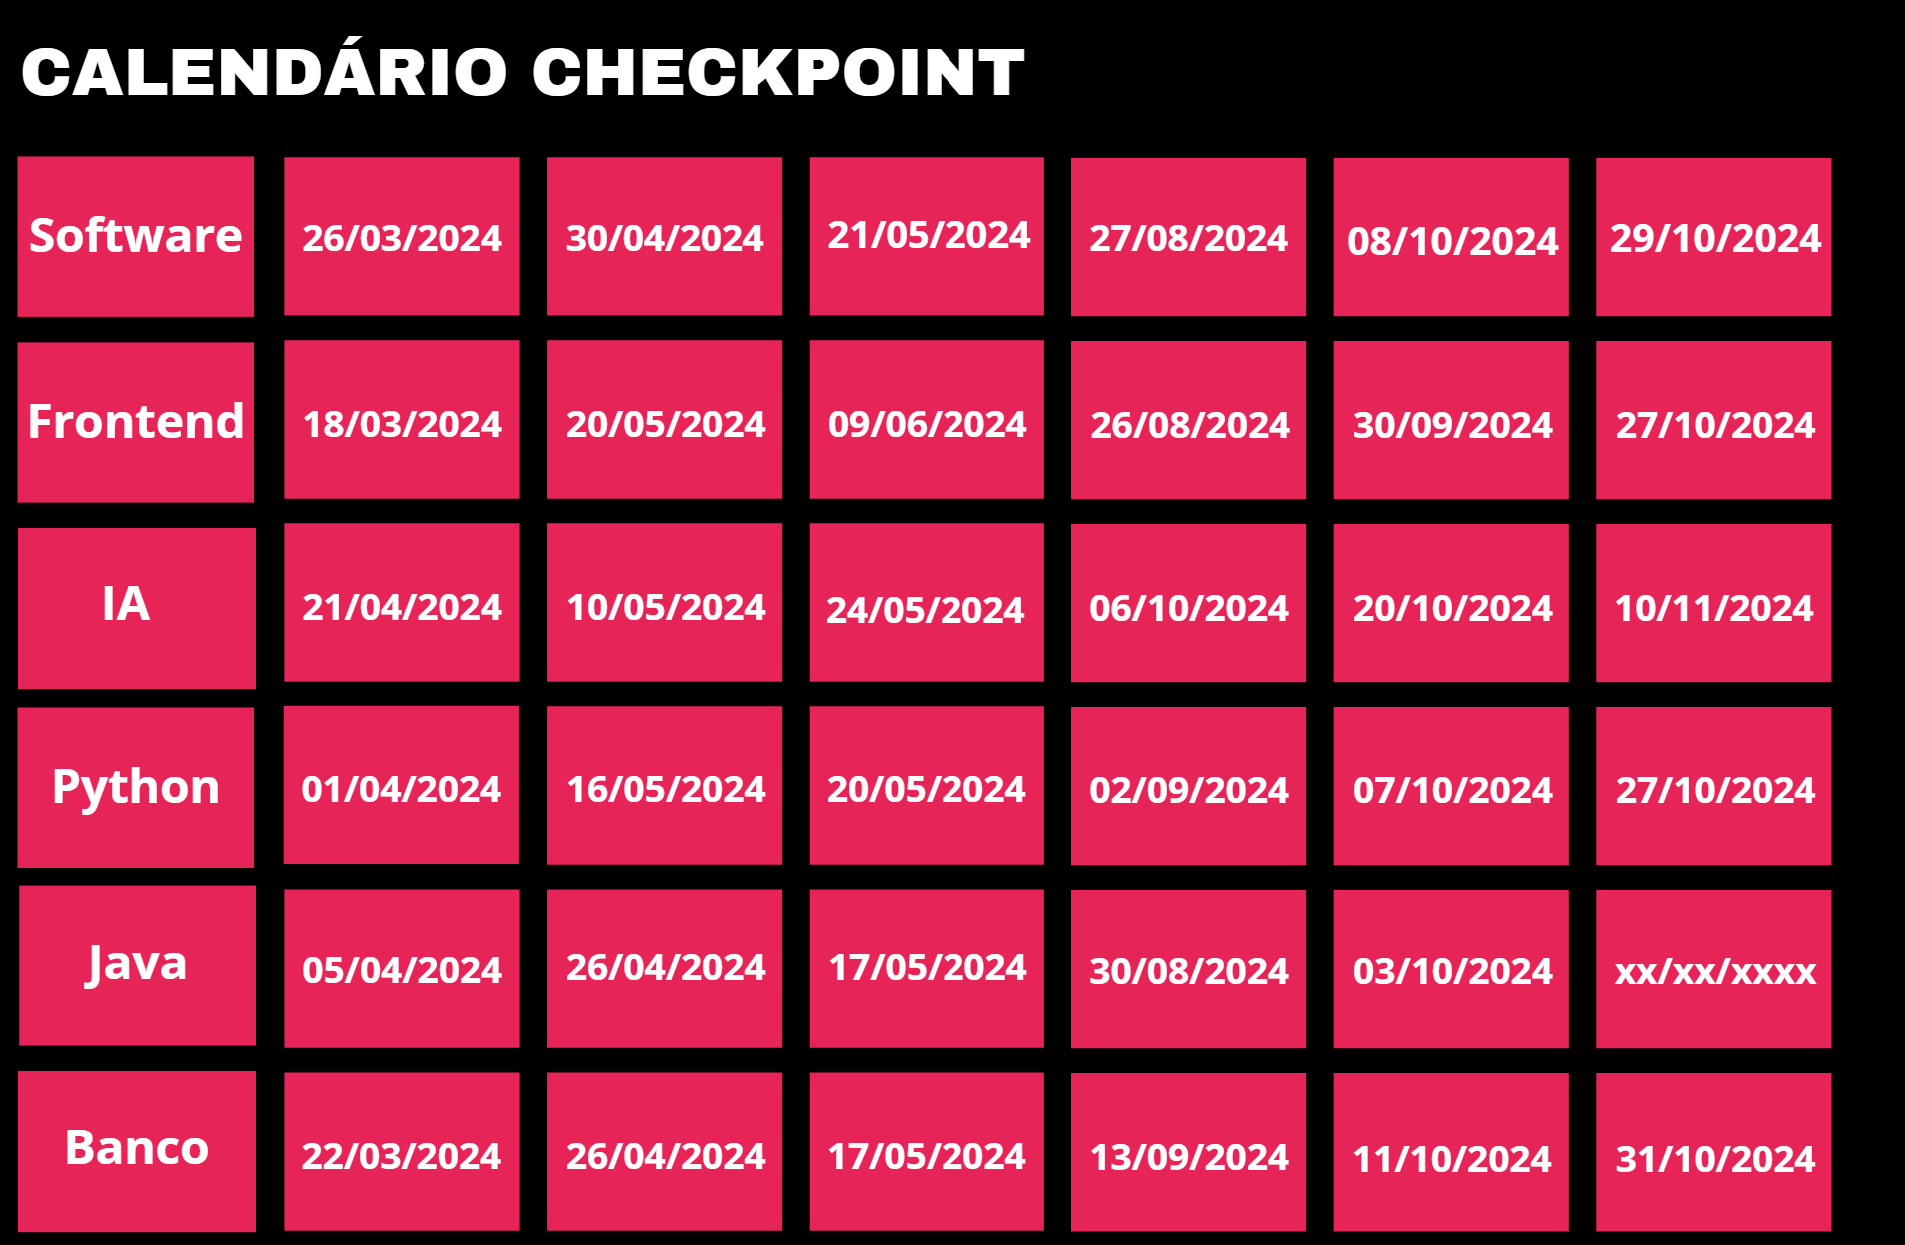 CALENDÁRIO CHECKPOINT
Software 26/03/2024 30/04/2024 21/05/2024 27/08/2024 08/10/2024 29/10/2024
Frontend 18/03/2024 20/05/2024 09/06/2024 26/08/2024 30/09/2024 27/10/2024
IA 21/04/2024 10/05/2024 24/05/2024 06/10/2024 20/10/2024 10/11/2024
Python 01/04/2024 16/05/2024 20/05/2024 02/09/2024 07/10/2024 27/10/2024
Java 05/04/2024 26/04/2024 17/05/2024 30/08/2024 03/10/2024 xx/xx/xxxx
Banco 22/03/2024 26/04/2024 17/05/2024 13/09/2024 11/10/2024 31/10/2024